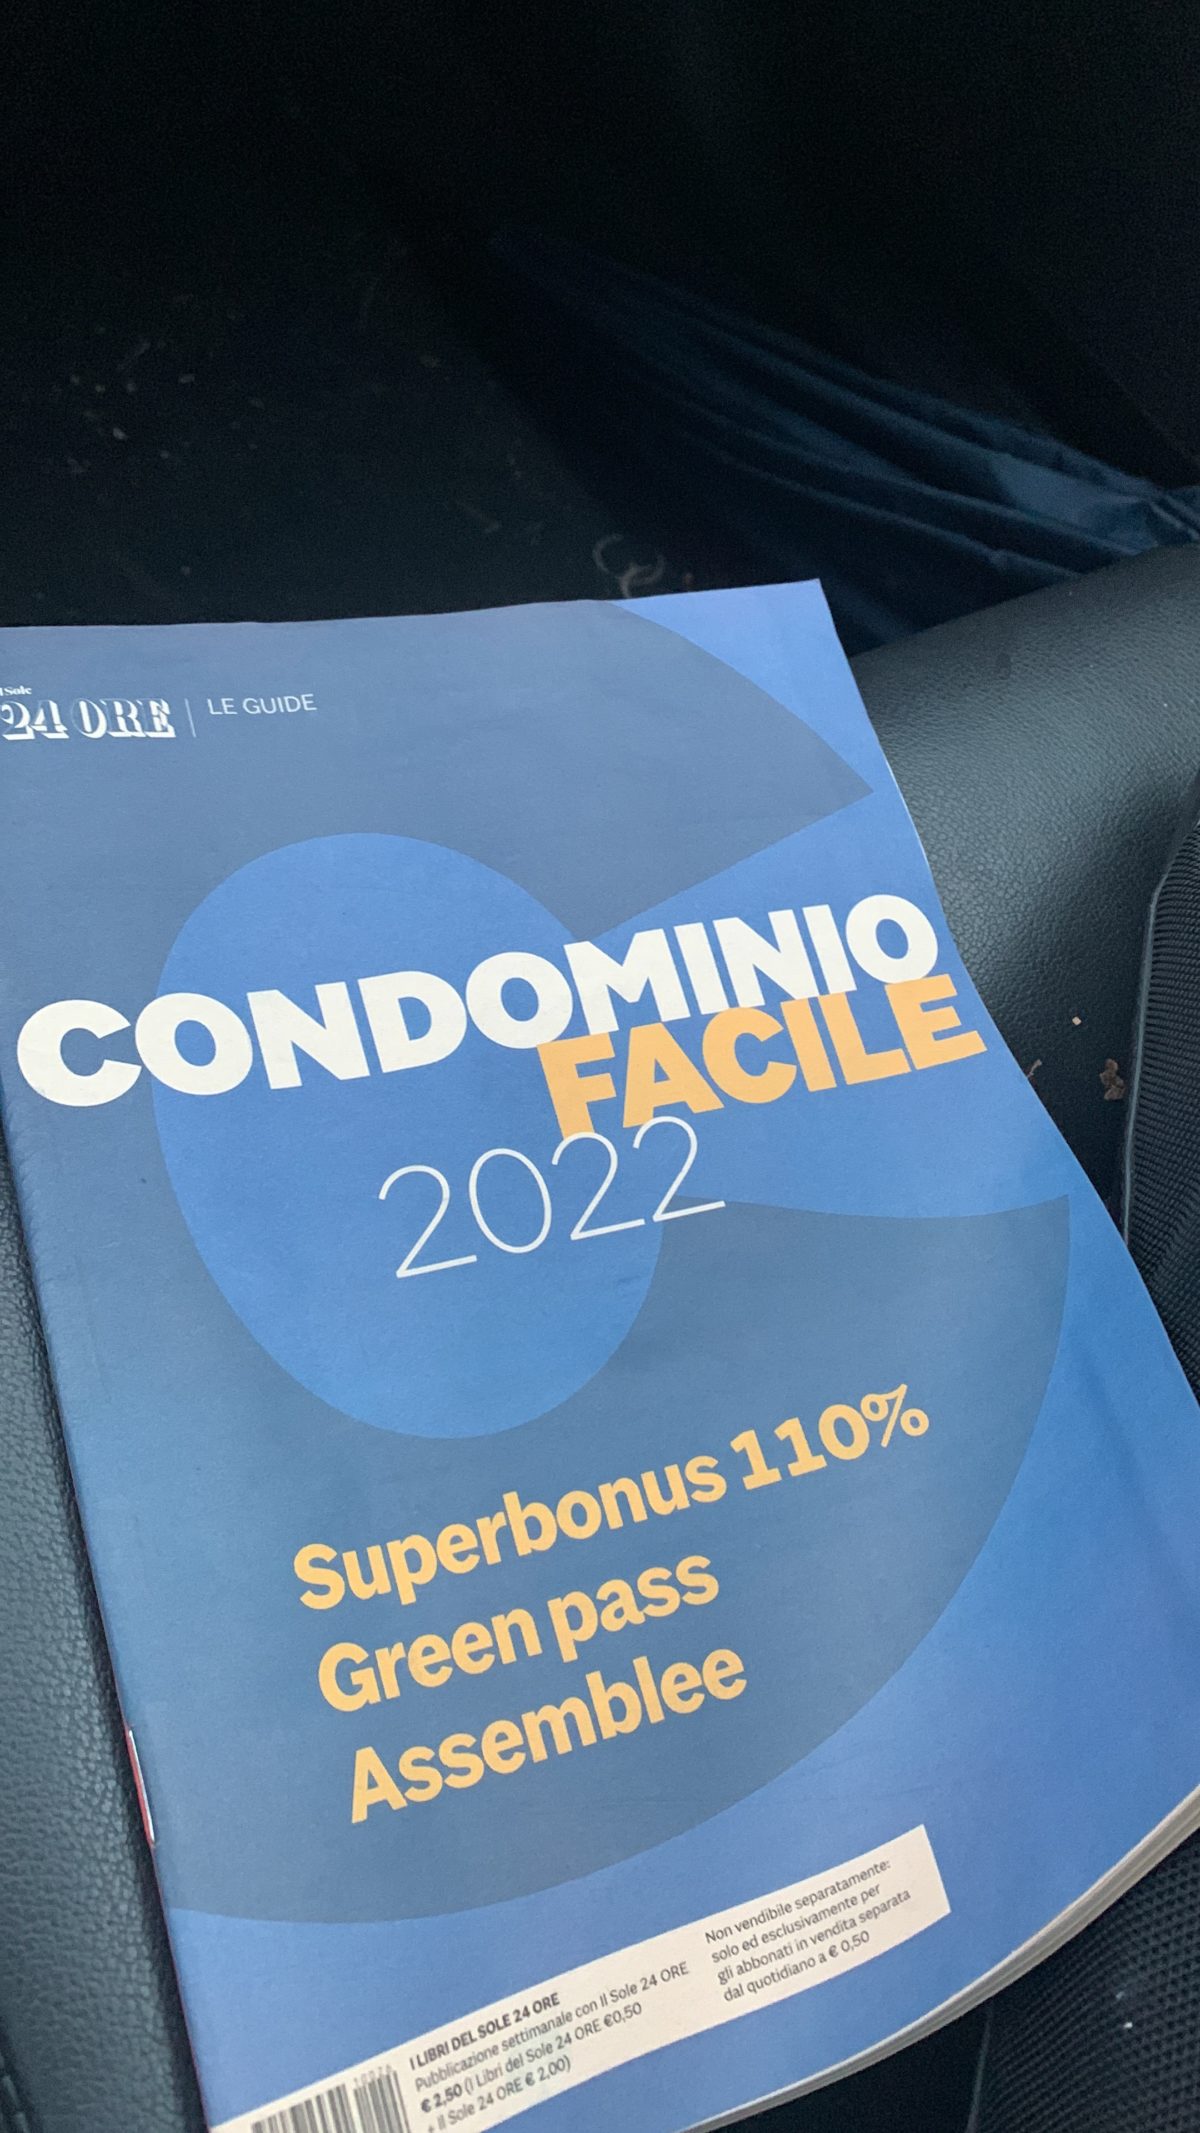 Il Sole
24 ORE | LE GUIDE
CONDOMINIO
FACILE
2022
Superbonus 110%
Green pass
Assemblee
I LIBRI DEL SOLE 24 ORE
Pubblicazione settimanale con Il Sole 24 ORE
€ 2,50 (I Libri del Sole 24 ORE €0,50
+ Il Sole 24 ORE € 2,00)
Non vendibile separatamente:
solo ed esclusivamente per
gli abbonati in vendita separata
dal quotidiano a € 0,50